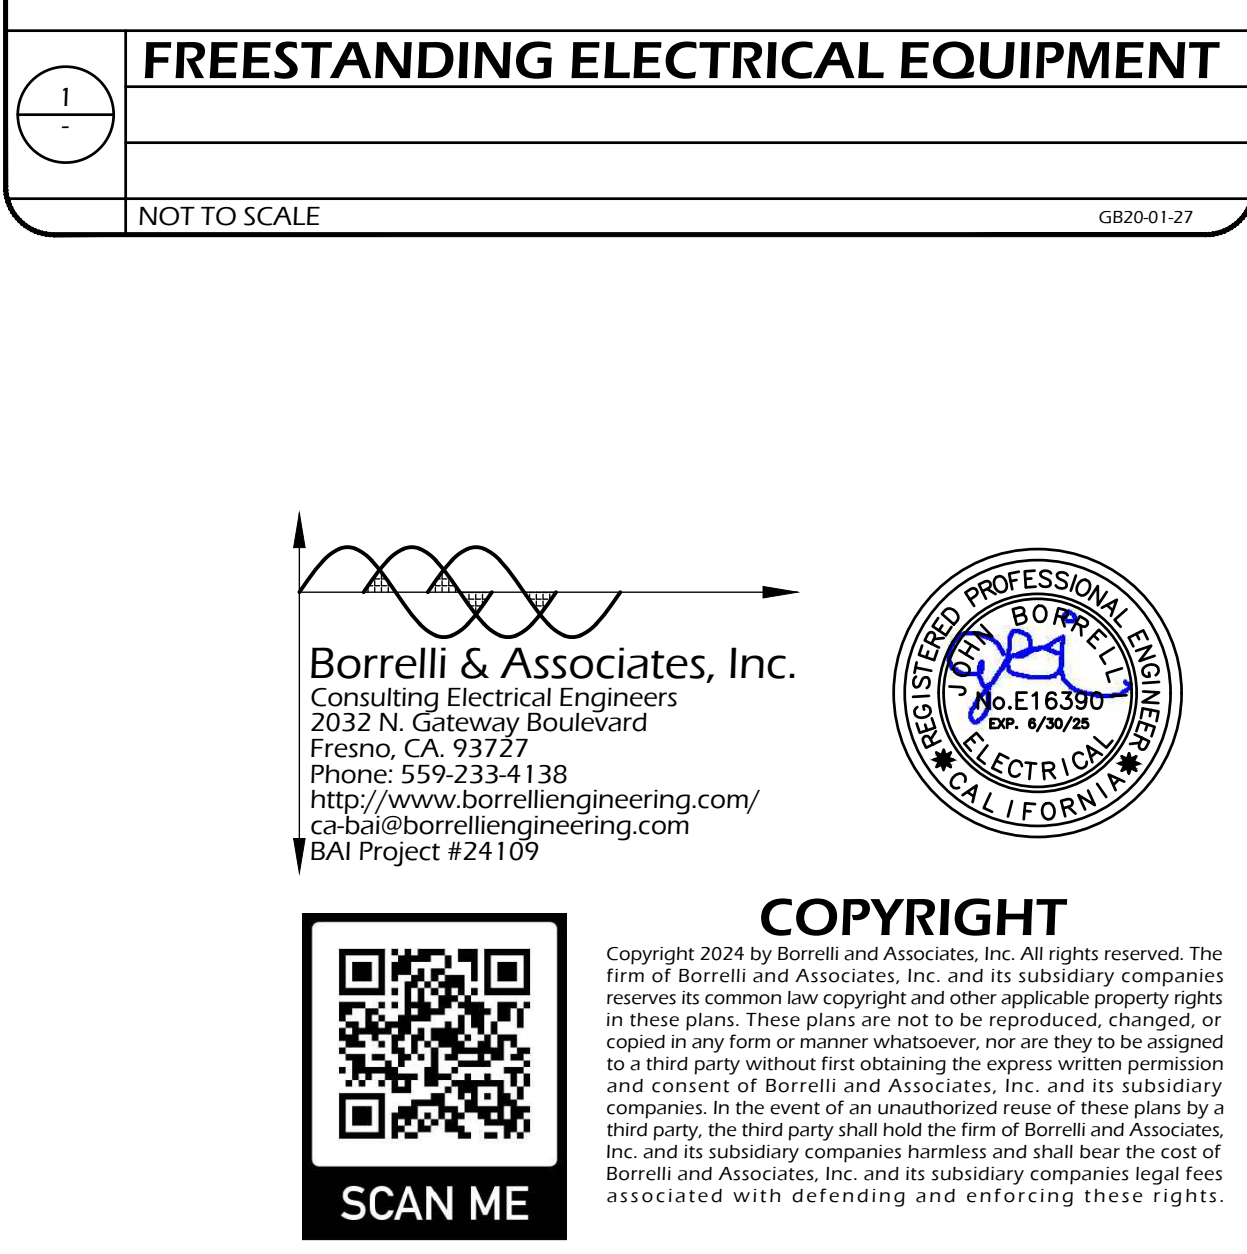 FREESTANDING ELECTRICAL EQUIPMENT
1
-
NOT TO SCALE
GB20-01-27
Borrelli & Associates, Inc.
Consulting Electrical Engineers
2032 N. Gateway Boulevard
Fresno, CA. 93727
Phone: 559-233-4138
http://www.borrelliengineering.com/
ca-bai@borrelliengineering.com
BAI Project #24109
REGISTERED PROFESSIONAL ENGINEER
JOHN BORRELLI
No.E16390
EXP. 6/30/25
ELECTRICAL
CALIFORNIA
SCAN ME
COPYRIGHT
Copyright 2024 by Borrelli and Associates, Inc. All rights reserved. The
firm of Borrelli and Associates, Inc. and its subsidiary companies
reserves its common law copyright and other applicable property rights
in these plans. These plans are not to be reproduced, changed, or
copied in any form or manner whatsoever, nor are they to be assigned
to a third party without first obtaining the express written permission
and consent of Borrelli and Associates, Inc. and its subsidiary
companies. In the event of an unauthorized reuse of these plans by a
third party, the third party shall hold the firm of Borrelli and Associates,
Inc. and its subsidiary companies harmless and shall bear the cost of
Borrelli and Associates, Inc. and its subsidiary companies legal fees
associated with defending and enforcing these rights.